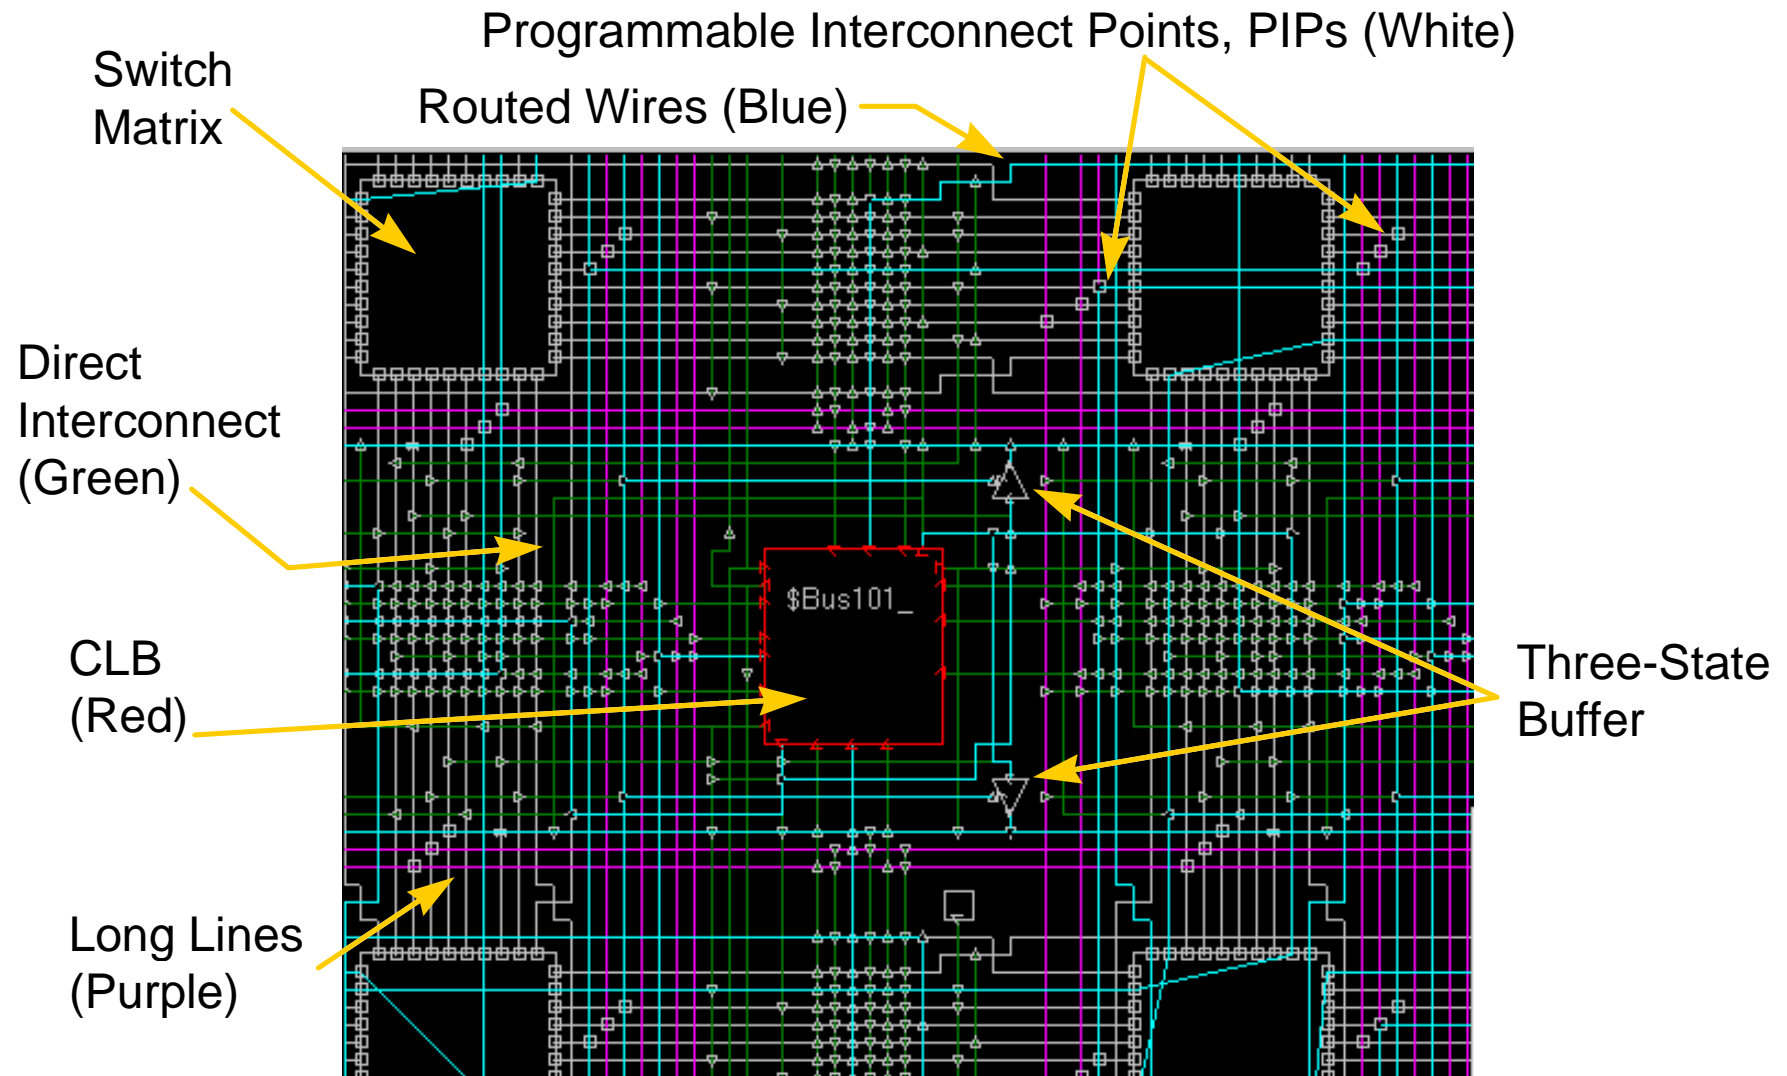 Programmable Interconnect Points, PIPs (White)
Switch
Matrix
Routed Wires (Blue)
Direct
Interconnect
(Green)
$Bus101_
CLB
(Red)
Three-State
Buffer
Long Lines
(Purple)